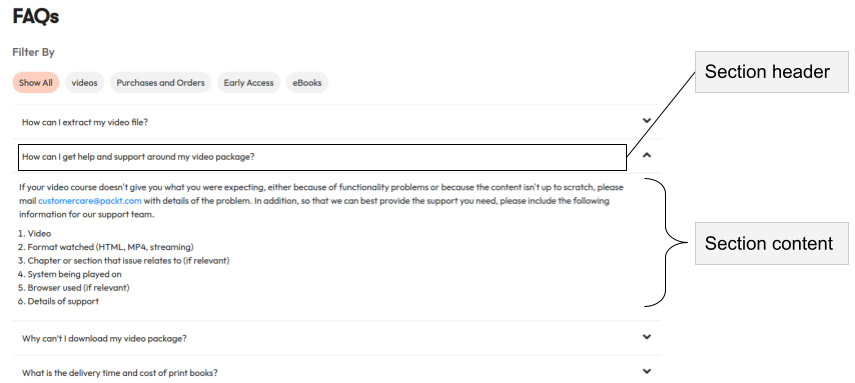 FAQs
Filter By
Show All videos Purchases and Orders Early Access eBooks
Section header
How can I extract my video file?
How can I get help and support around my video package?
If your video course doesn't give you what you were expecting, either because of functionality problems or because the content isn't up to scratch, please
mail customercare@packt.com with details of the problem. In addition, so that we can best provide the support you need, please include the following
information for our support team.
Section content
1. Video
2. Format watched (HTML, MP4, streaming)
3. Chapter or section that issue relates to (if relevant)
4. System being played on
5. Browser used (if relevant)
6. Details of support
Why can't I download my video package?
What is the delivery time and cost of print books?